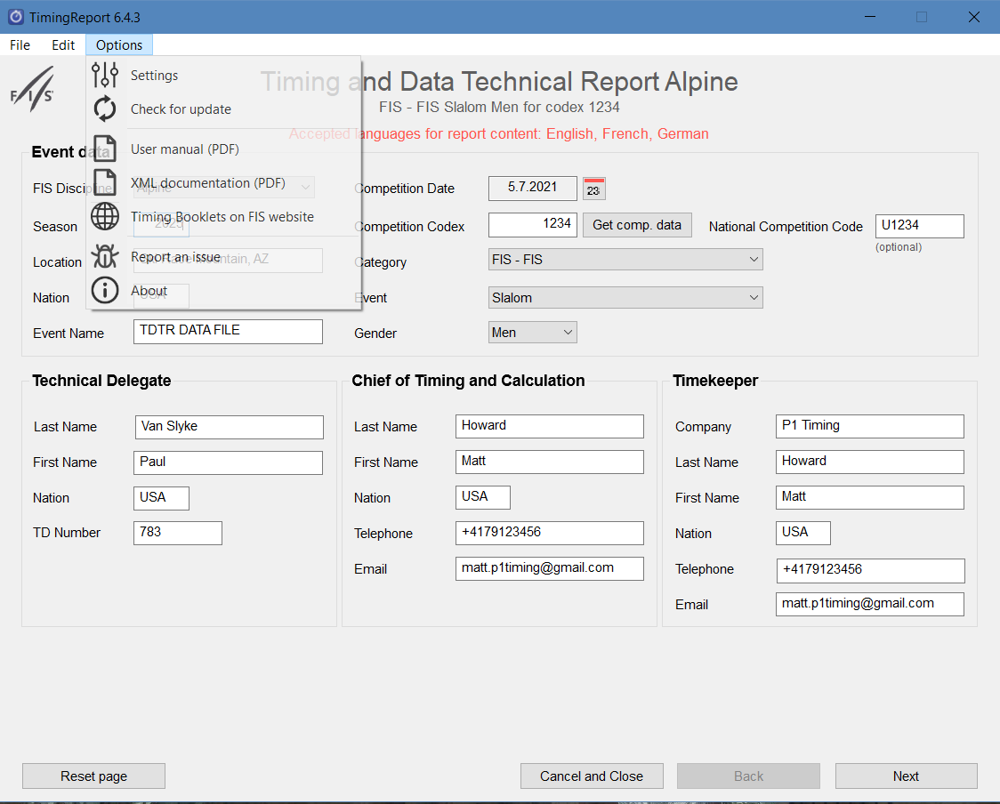 TimingReport 6.4.3
File Edit Options
FIS
Settings
Check for update
User manual (PDF)
XML documentation (PDF)
Timing Booklets on FIS website
Report an issue
About
Timing and Data Technical Report Alpine
FIS - FIS Slalom Men for codex 1234
Accepted languages for report content: English, French, German
Event data
FIS Discipline Alpine
Competition Date 5.7.2021 23
Season 2025
Competition Codex 1234 Get comp. data National Competition Code U1234
(optional)
Location Race Mountain, AZ
Category FIS - FIS
Nation USA
Event Slalom
Event Name TDTR DATA FILE
Gender Men
Technical Delegate
Last Name Van Slyke
First Name Paul
Nation USA
TD Number 783
Chief of Timing and Calculation
Last Name Howard
First Name Matt
Nation USA
Telephone +4179123456
Email matt.p1timing@gmail.com
Timekeeper
Company P1 Timing
Last Name Howard
First Name Matt
Nation USA
Telephone +4179123456
Email matt.p1timing@gmail.com
Reset page Cancel and Close Back Next